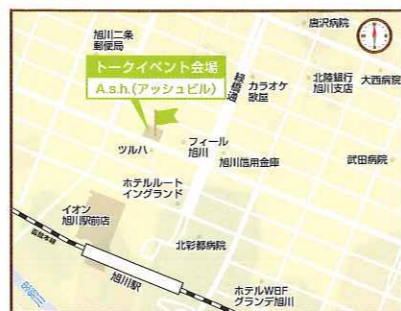 唐沢病院
旭川二条
郵便局
トークイベント会場
A.s.h.(アッシュビル)
緑橋通
カラオケ
歌屋
北陸銀行
旭川支店
大西病院
ツルハ
フィール
旭川
旭川信用金庫
武田病院
ホテルルート
イングランド
イオン
旭川駅前店
北彩都病院
旭川駅
ホテルWBF
グランデ旭川